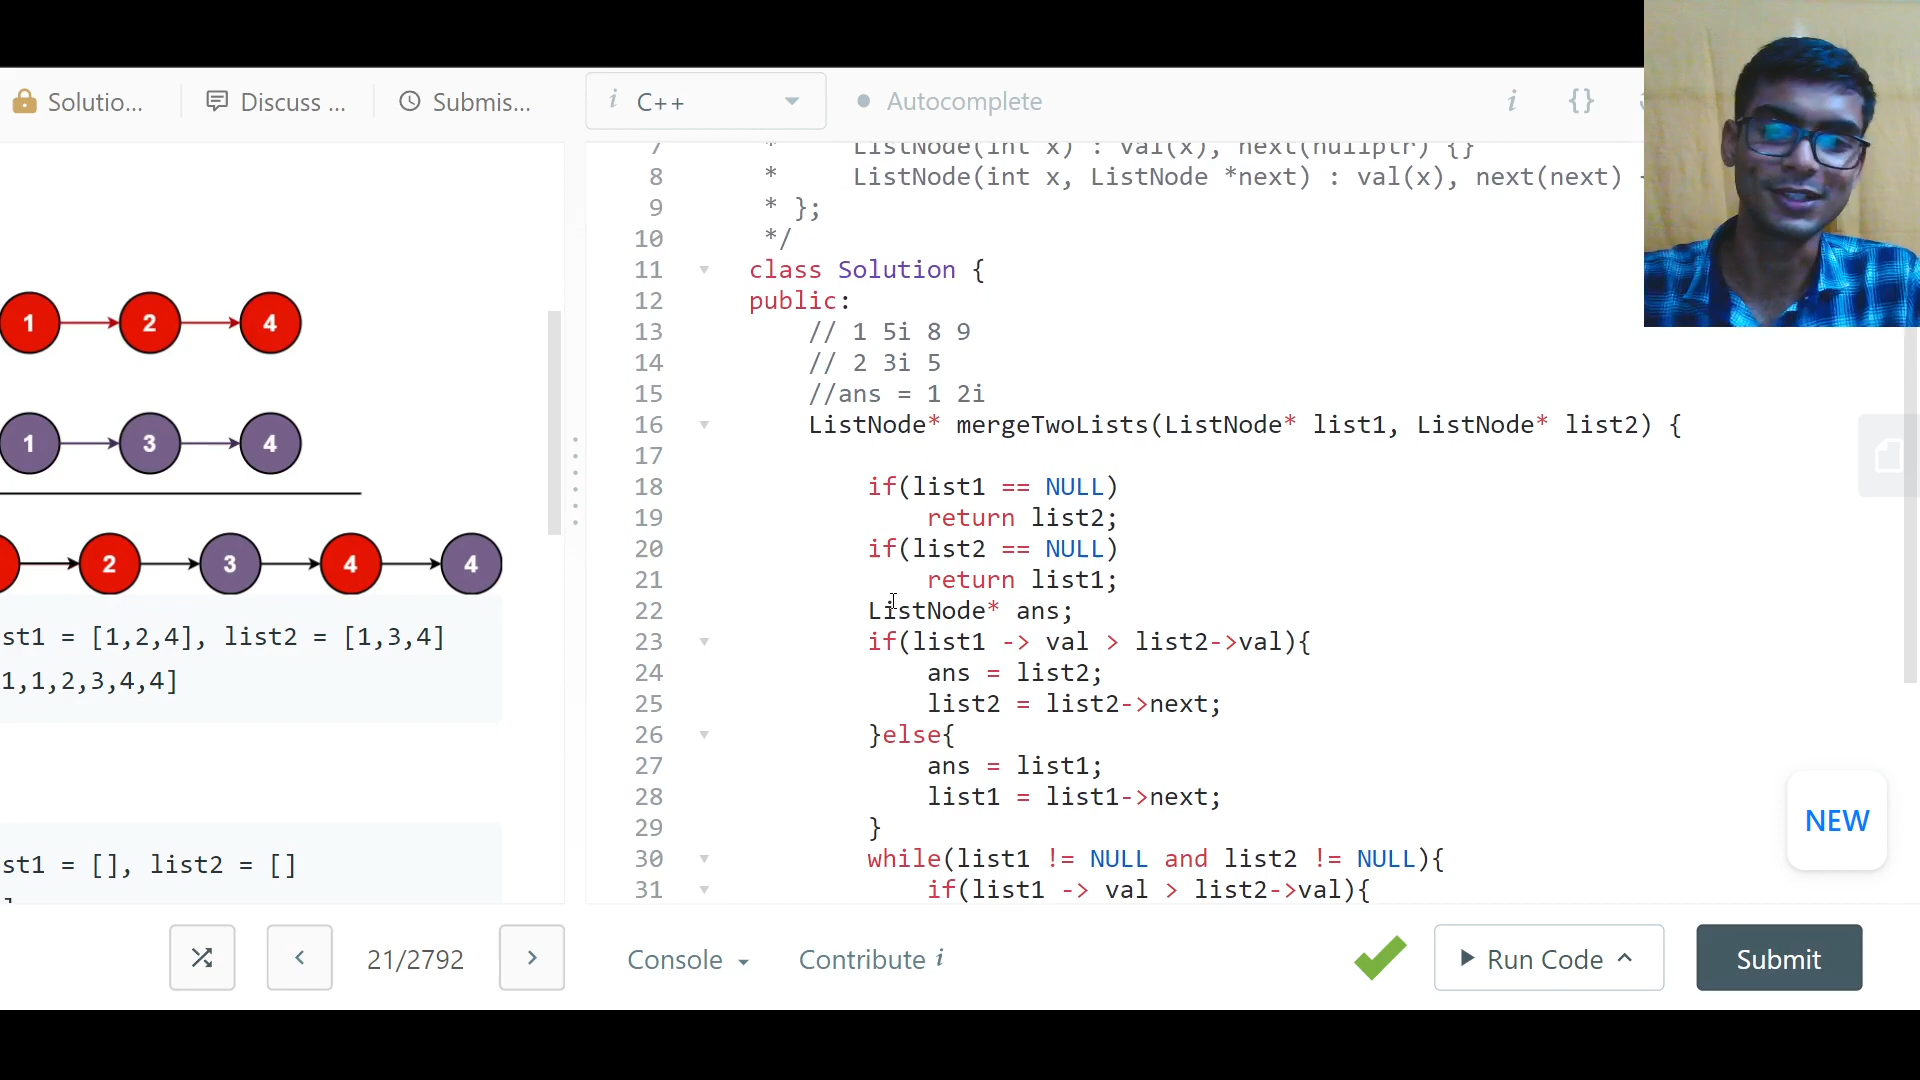 Solutio...
Discuss ...
Submis...
i C++
Autocomplete
i {}
1 2 4
1 3 4
2 3 4 4
st1 = [1,2,4], list2 = [1,3,4]
1,1,2,3,4,4]
st1 = [], list2 = []
7 * ListNode(int x) : val(x), next(nullptr) {}
8 * ListNode(int x, ListNode *next) : val(x), next(next)
9 * };
10 */
11 class Solution {
12 public:
13 // 1 5i 8 9
14 // 2 3i 5
15 //ans = 1 2i
16 ListNode* mergeTwoLists(ListNode* list1, ListNode* list2) {
17
18 if(list1 == NULL)
19 return list2;
20 if(list2 == NULL)
21 return list1;
22 ListNode* ans;
23 if(list1 -> val > list2->val){
24 ans = list2;
25 list2 = list2->next;
26 }else{
27 ans = list1;
28 list1 = list1->next;
29 }
30 while(list1 != NULL and list2 != NULL){
31 if(list1 -> val > list2->val){
NEW
< 21/2792 >
Console
Contribute i
Run Code
Submit